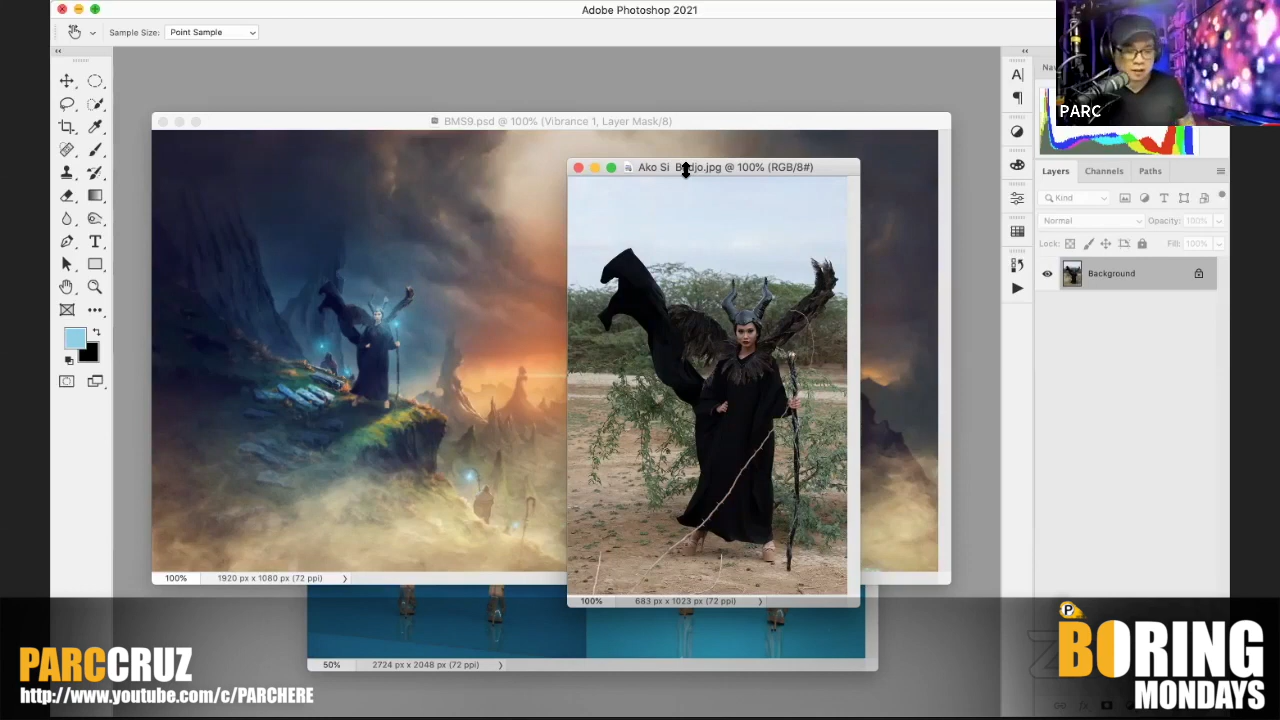 Adobe Photoshop 2021
Sample Size: Point Sample
PARC
BMS9.psd @ 100% (Vibrance 1, Layer Mask/8)
Ako Si
jo.jpg @ 100% (RGB/8#)
Layers Channels Paths
Kind
Normal Opacity: 100%
Lock: Fill: 100%
Background
100% 1920 px x 1080 px (72 ppi)
100% 683 px x 1023 px (72 ppi)
50% 2724 px x 2048 px (72 ppi)
PARCCRUZ
http://www.youtube.com/c/PARCHERE
P
BORING
MONDAYS